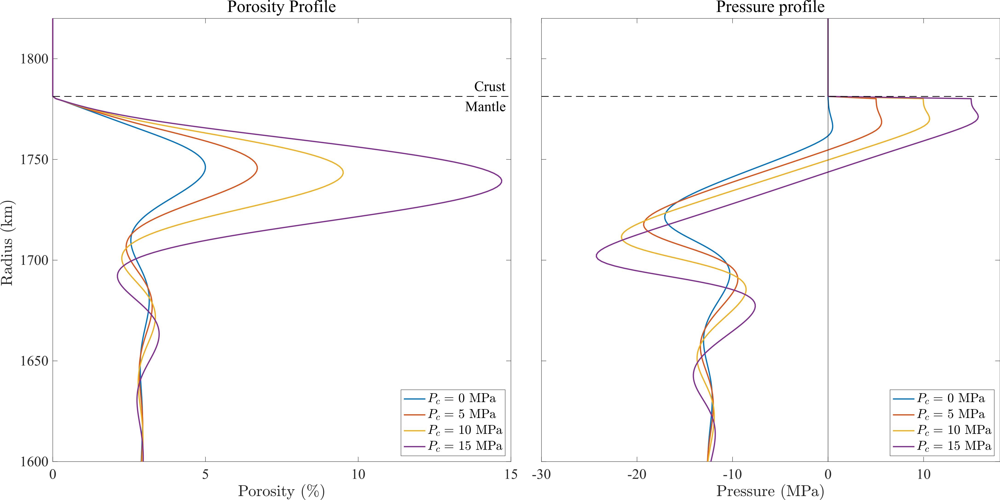 Porosity Profile
Radius (km)
1800
1750
1700
1650
1600
Crust
Mantle
P_c = 0 MPa
P_c = 5 MPa
P_c = 10 MPa
P_c = 15 MPa
0 5 10 15
Porosity (%)
Pressure profile
P_c = 0 MPa
P_c = 5 MPa
P_c = 10 MPa
P_c = 15 MPa
-30 -20 -10 0 10
Pressure (MPa)